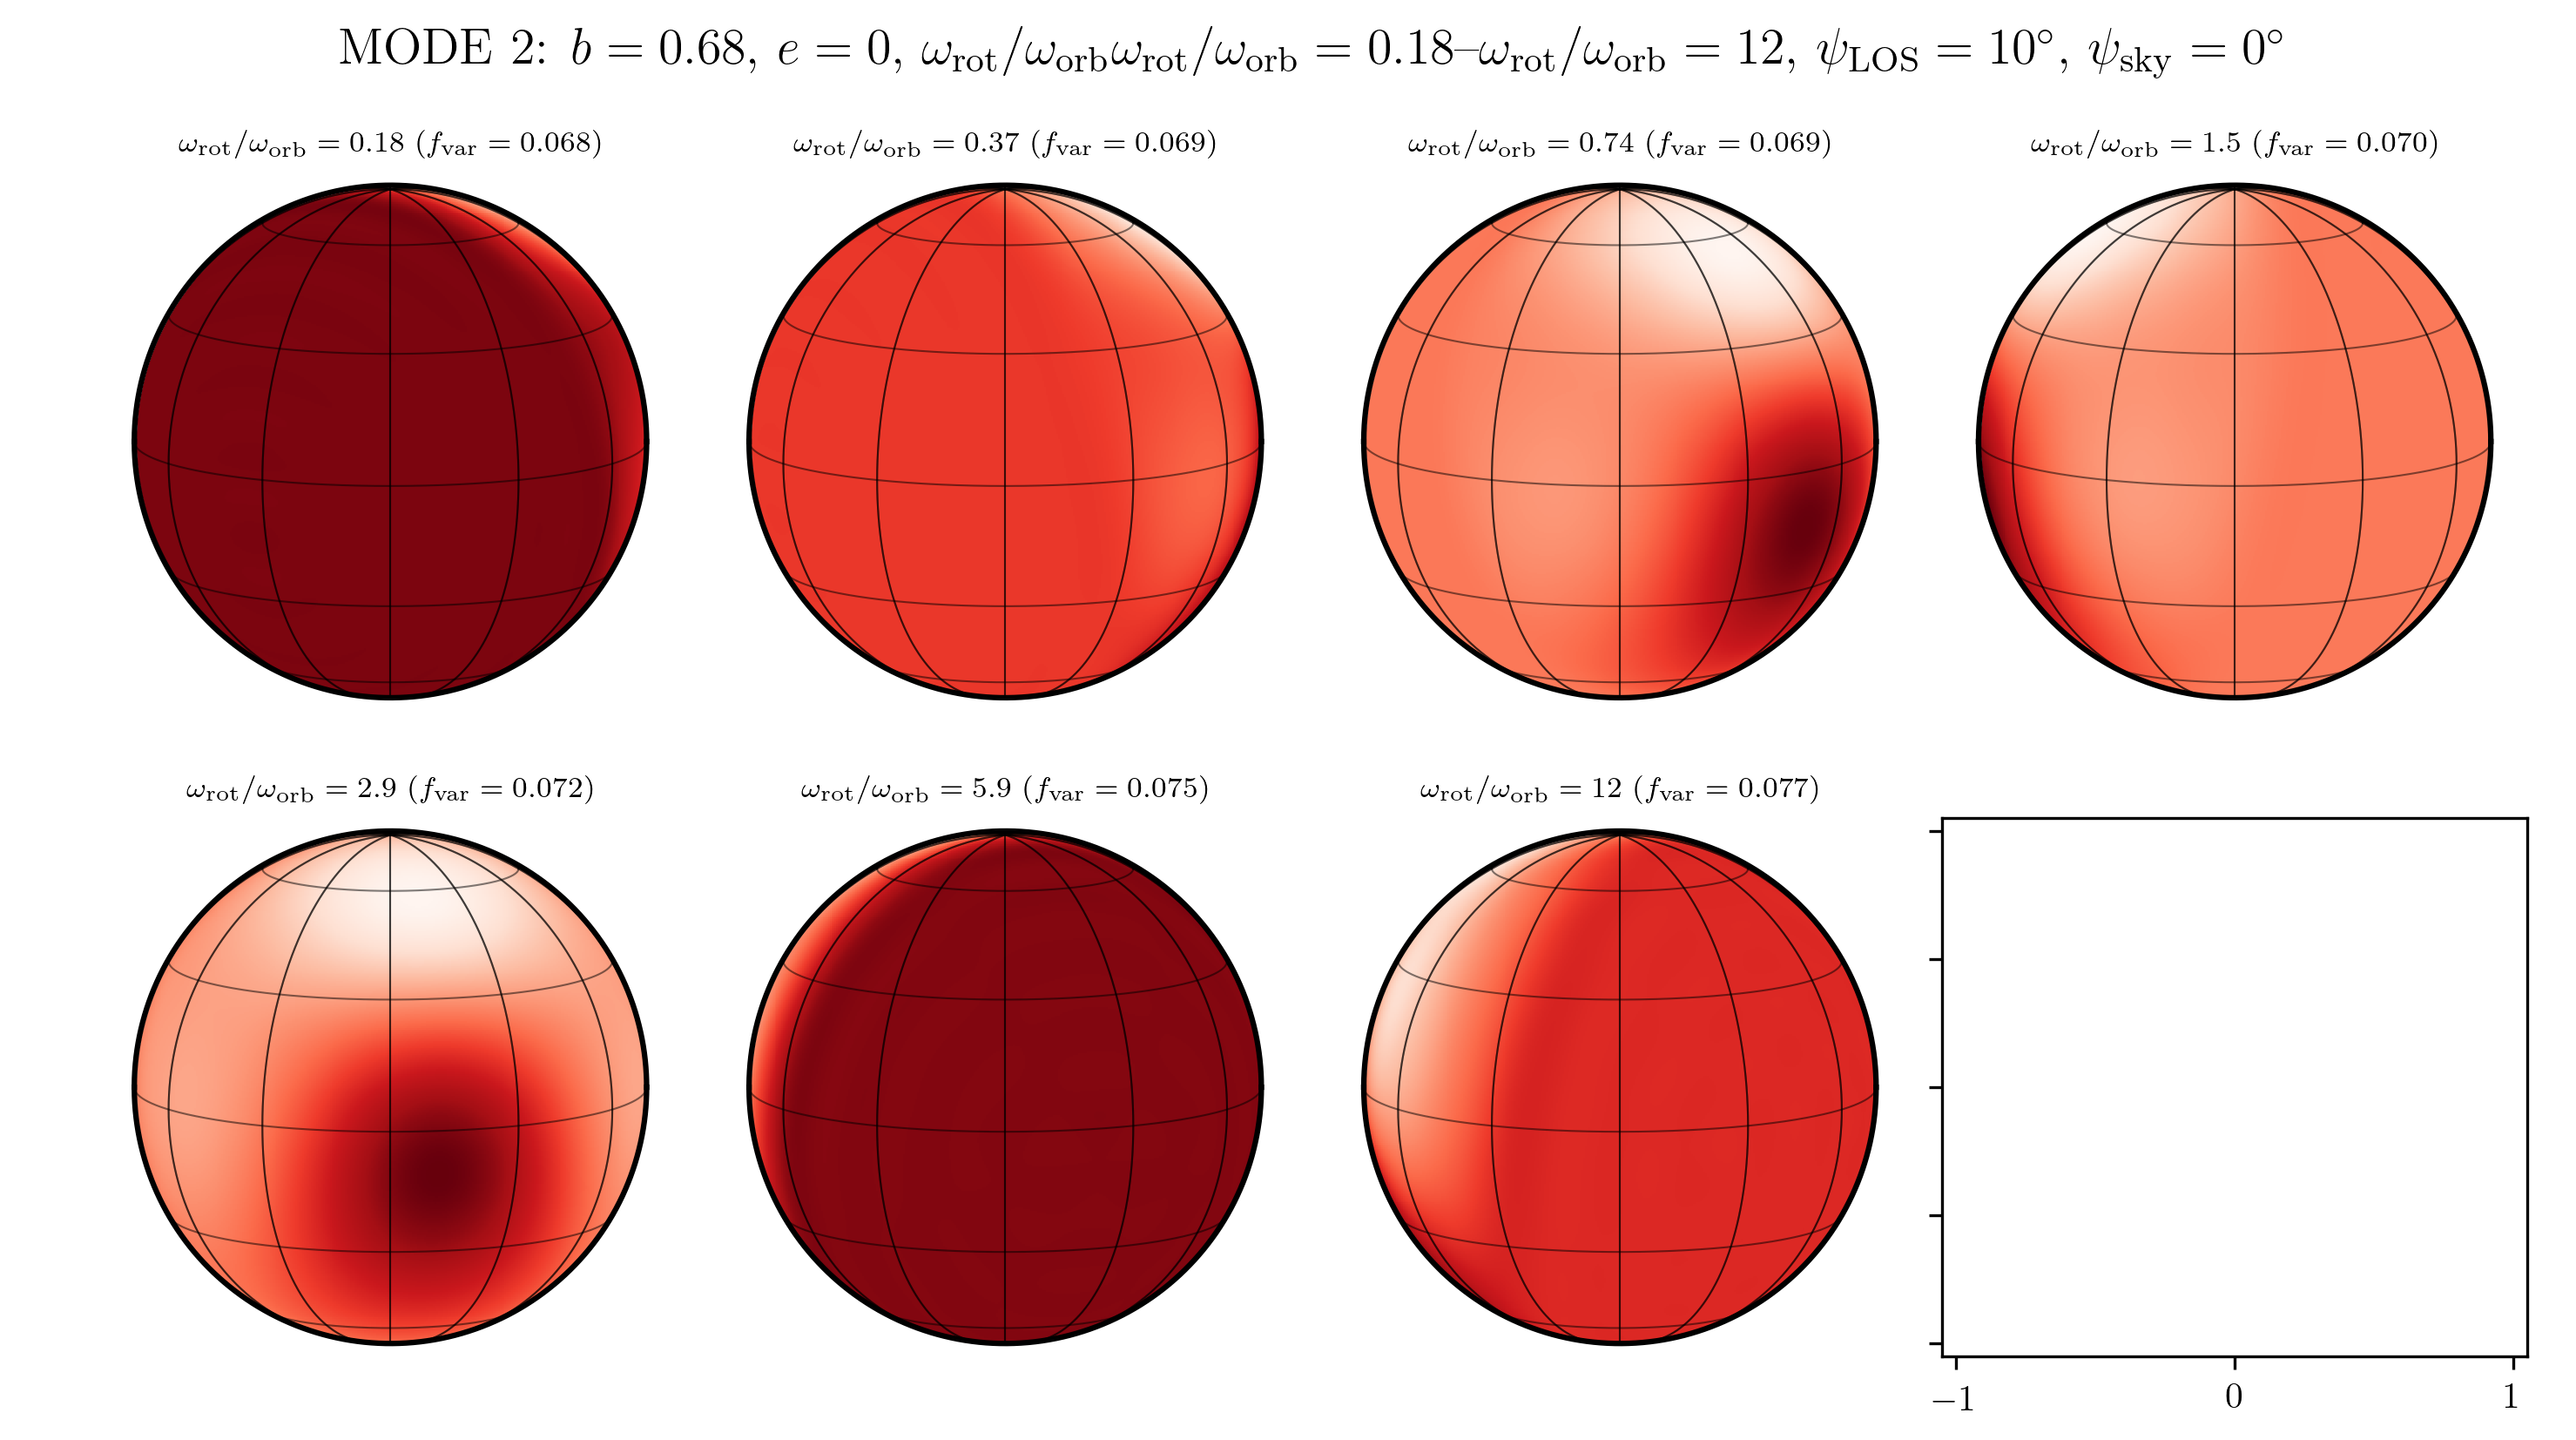 MODE 2: b = 0.68, e = 0, ω_rot/ω_orbω_rot/ω_orb = 0.18–ω_rot/ω_orb = 12, ψ_LOS = 10°, ψ_sky = 0°
ω_rot/ω_orb = 0.18 (f_var = 0.068)
ω_rot/ω_orb = 0.37 (f_var = 0.069)
ω_rot/ω_orb = 0.74 (f_var = 0.069)
ω_rot/ω_orb = 1.5 (f_var = 0.070)
ω_rot/ω_orb = 2.9 (f_var = 0.072)
ω_rot/ω_orb = 5.9 (f_var = 0.075)
ω_rot/ω_orb = 12 (f_var = 0.077)
−1 0 1